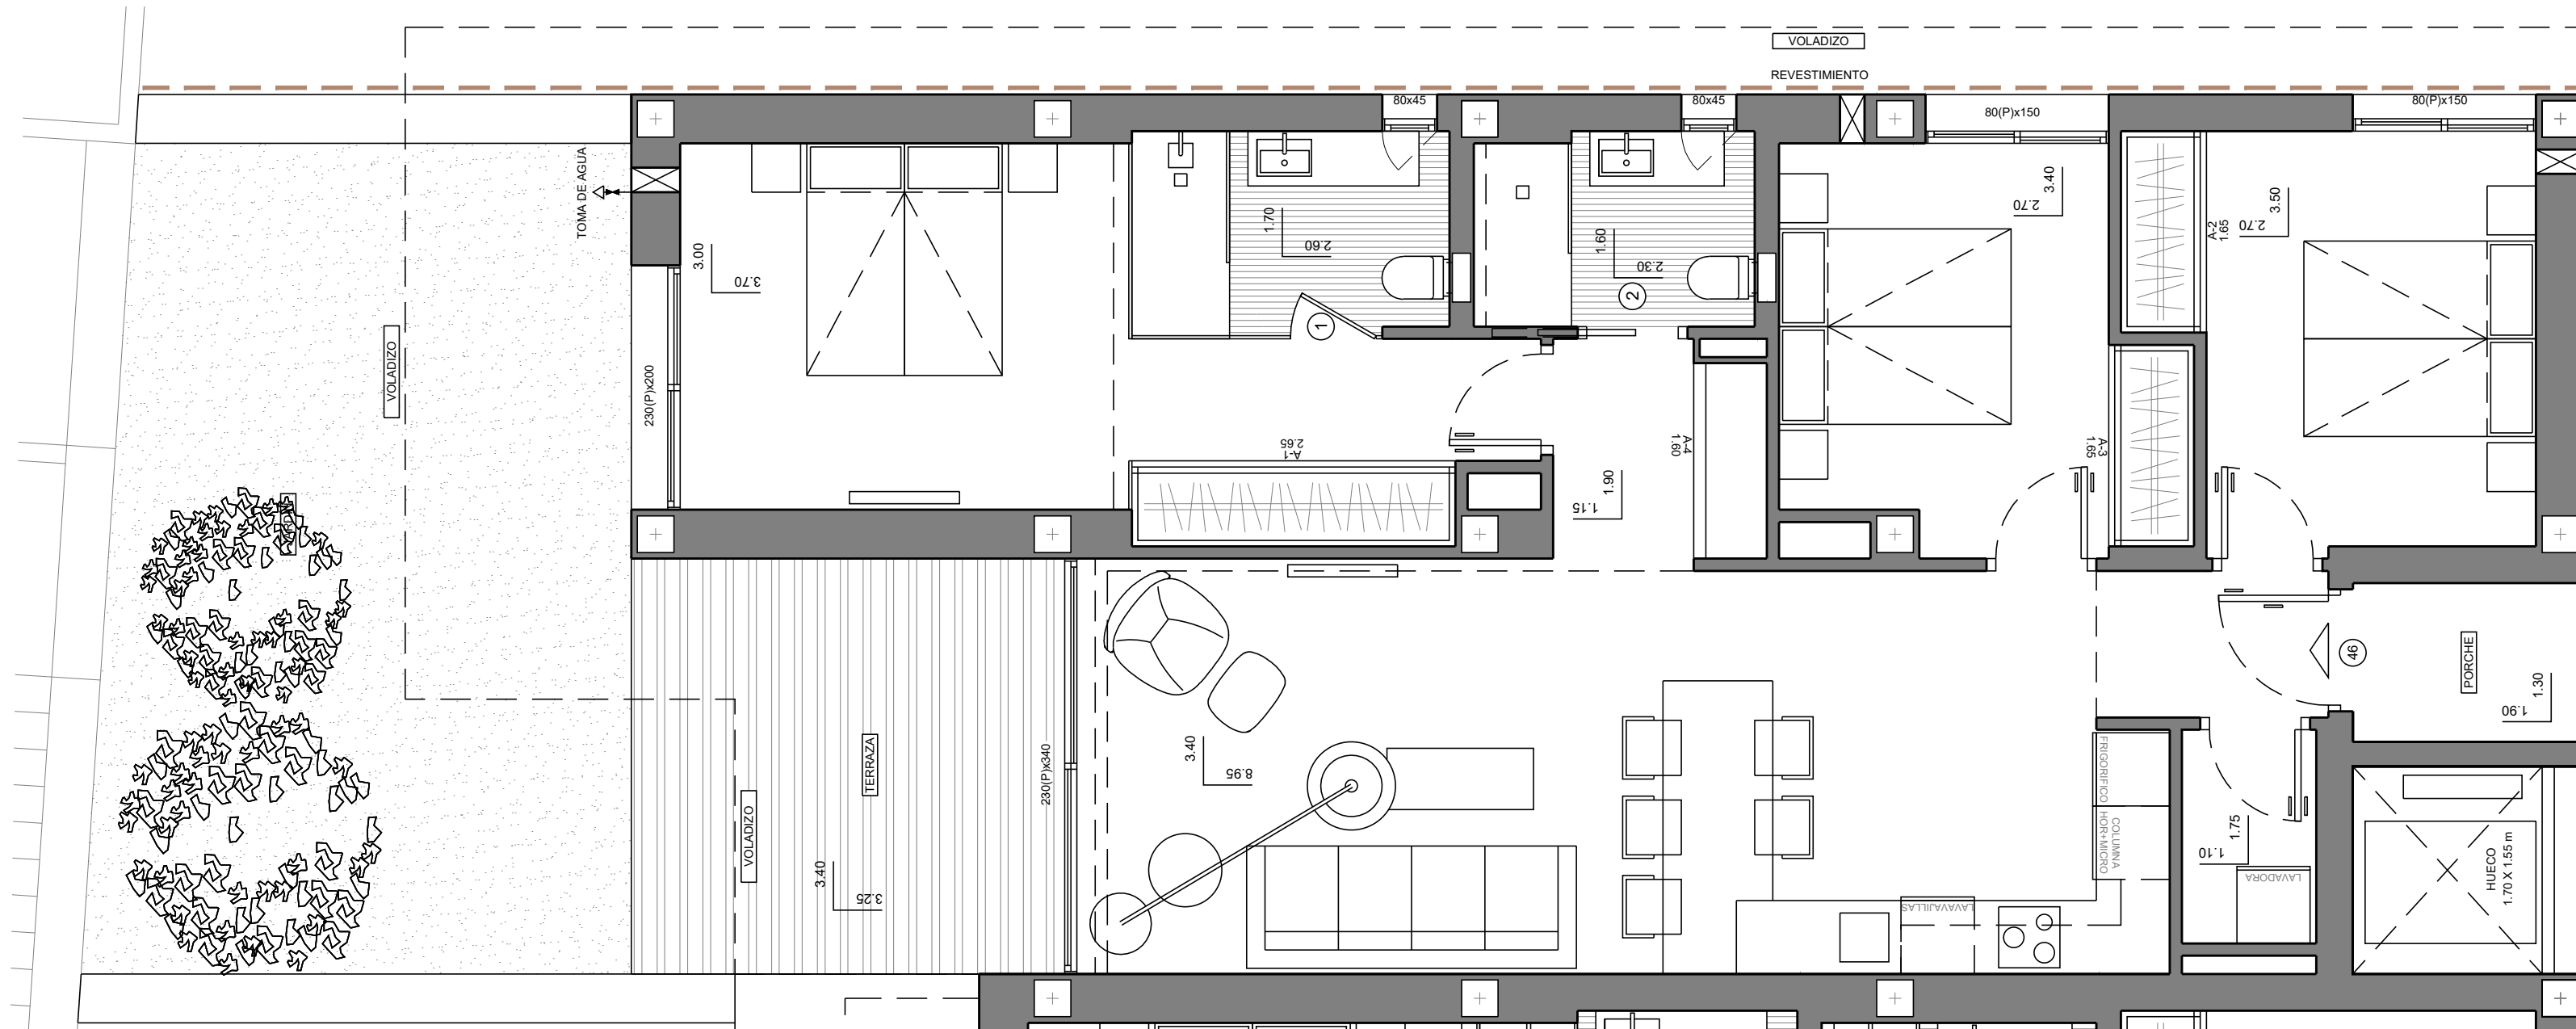 VOLADIZO
REVESTIMIENTO
80x45
80x45
80(P)x150
80(P)x150
TOMA DE AGUA
3.00
3.70
1.70
2.60
1.60
2.30
3.40
2.70
A-2
1.65
3.50
2.70
1
2
VOLADIZO
230(P)x200
A-1
2.65
A-4
1.60
A-3
1.65
1.90
1.15
JARDIN
46
PORCHE
1.30
1.90
TERRAZA
VOLADIZO
230(P)x340
3.40
8.95
3.40
3.25
FRIGORIFICO
COLUMNA
HOR+MICRO
LAVAVAJILLAS
1.75
1.10
LAVADORA
HUECO
1.70 X 1.55 m